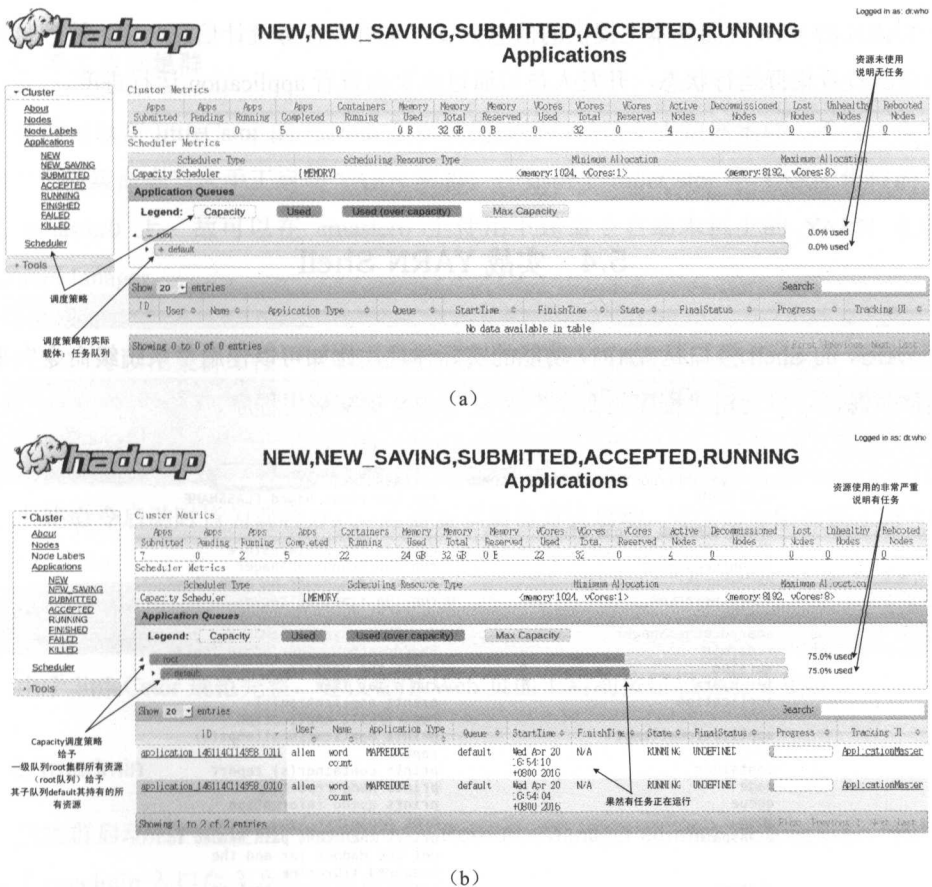 Logged in as: dr.who
hadoop
NEW,NEW_SAVING,SUBMITTED,ACCEPTED,RUNNING
Applications
资源未使用
说明无任务
Cluster
About
Nodes
Node Labels
Applications
NEW
NEW_SAVING
SUBMITTED
ACCEPTED
RUNNING
FINISHED
FAILED
KILLED
Scheduler
Tools
调度策略
调度策略的实际
载体：任务队列
Cluster Metrics
Apps Submitted Apps Pending Apps Running Apps Completed Containers Running Memory Used Memory Total Memory Reserved VCores Used VCores Total VCores Reserved Active Nodes Decommissioned Nodes Lost Nodes Unhealthy Nodes Rebooted Nodes
5 0 0 5 0 0 B 32 GB 0 B 0 32 0 4 0 0 0 0
Scheduler Metrics
Scheduler Type Scheduling Resource Type Minimum Allocation Maximum Allocation
Capacity Scheduler [MEMORY] <memory:1024, vCores:1> <memory:8192, vCores:8>
Application Queues
Legend: Capacity Used Used (over capacity) Max Capacity
root 0.0% used
+ default 0.0% used
Show 20 entries Search:
ID User Name Application Type Queue StartTime FinishTime State FinalStatus Progress Tracking UI
No data available in table
Showing 0 to 0 of 0 entries First Previous Next Last
（a）
Logged in as: dr.who
hadoop
NEW,NEW_SAVING,SUBMITTED,ACCEPTED,RUNNING
Applications
资源使用的非常严重
说明有任务
Cluster
About
Nodes
Node Labels
Applications
NEW
NEW_SAVING
SUBMITTED
ACCEPTED
RUNNING
FINISHED
FAILED
KILLED
Scheduler
Tools
Capacity调度策略
给予
一级队列root集群所有资源
（root队列）给予
其子队列default其持有的所
有资源
Cluster Metrics
Apps Submitted Apps Pending Apps Running Apps Completed Containers Running Memory Used Memory Total Memory Reserved VCores Used VCores Total VCores Reserved Active Nodes Decommissioned Nodes Lost Nodes Unhealthy Nodes Rebooted Nodes
7 0 2 5 22 24 GB 32 GB 0 B 22 32 0 4 0 0 0 0
Scheduler Metrics
Scheduler Type Scheduling Resource Type Minimum Allocation Maximum Allocation
Capacity Scheduler [MEMORY] <memory:1024, vCores:1> <memory:8192, vCores:8>
Application Queues
Legend: Capacity Used Used (over capacity) Max Capacity
root 75.0% used
default 75.0% used
Show 20 entries Search:
ID User Name Application Type Queue StartTime FinishTime State FinalStatus Progress Tracking UI
allen word count MAPREDUCE default Wed Apr 20 16:54:10 +0800 2016 N/A RUNNING UNDEFINED ApplicationMaster
allen word count MAPREDUCE default Wed Apr 20 16:54:04 +0800 2016 N/A RUNNING UNDEFINED ApplicationMaster
果然有任务正在运行
Showing 1 to 2 of 2 entries First Previous 1 Next Last
（b）